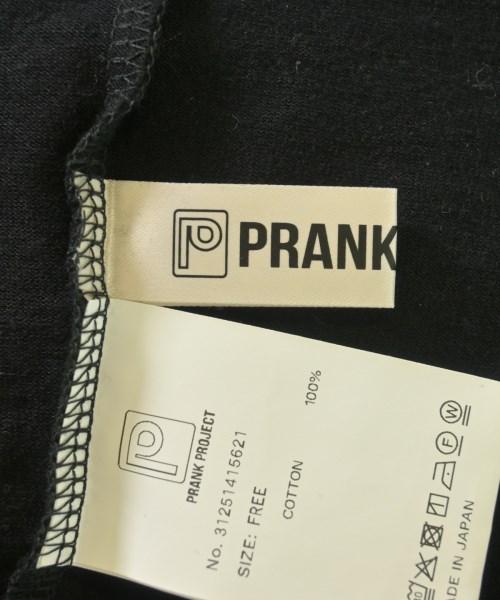 PRANK
PRANK PROJECT
No. 31251415621
SIZE: FREE
COTTON 100%
W
F
MADE IN JAPAN